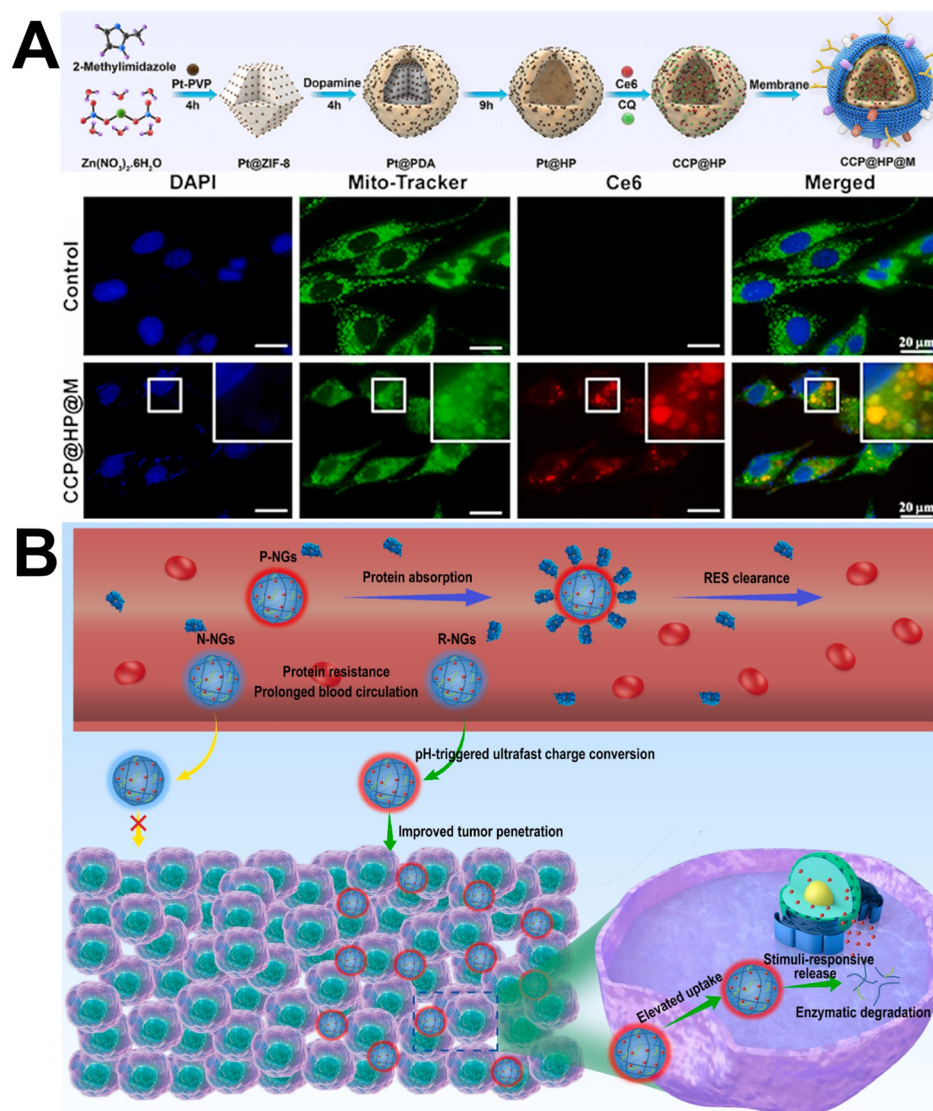 A
2-Methylimidazole
Zn(NO3)2.6H2O
Pt-PVP
4h
Pt@ZIF-8
Dopamine
4h
Pt@PDA
9h
Pt@HP
Ce6
CQ
CCP@HP
Membrane
CCP@HP@M
DAPI
Mito-Tracker
Ce6
Merged
Control
20 μm
CCP@HP@M
20 μm
B
P-NGs
Protein absorption
RES clearance
N-NGs
R-NGs
Protein resistance
Prolonged blood circulation
pH-triggered ultrafast charge conversion
Improved tumor penetration
Elevated uptake
Stimuli-responsive
release
Enzymatic degradation